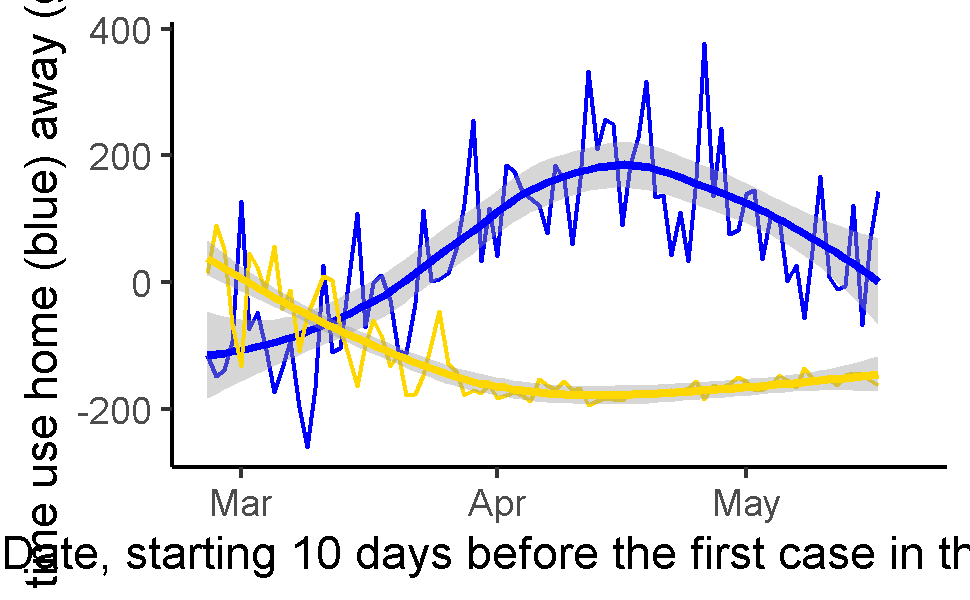 400
200
0
-200
time use home (blue) away (
Mar Apr May
Date, starting 10 days before the first case in th